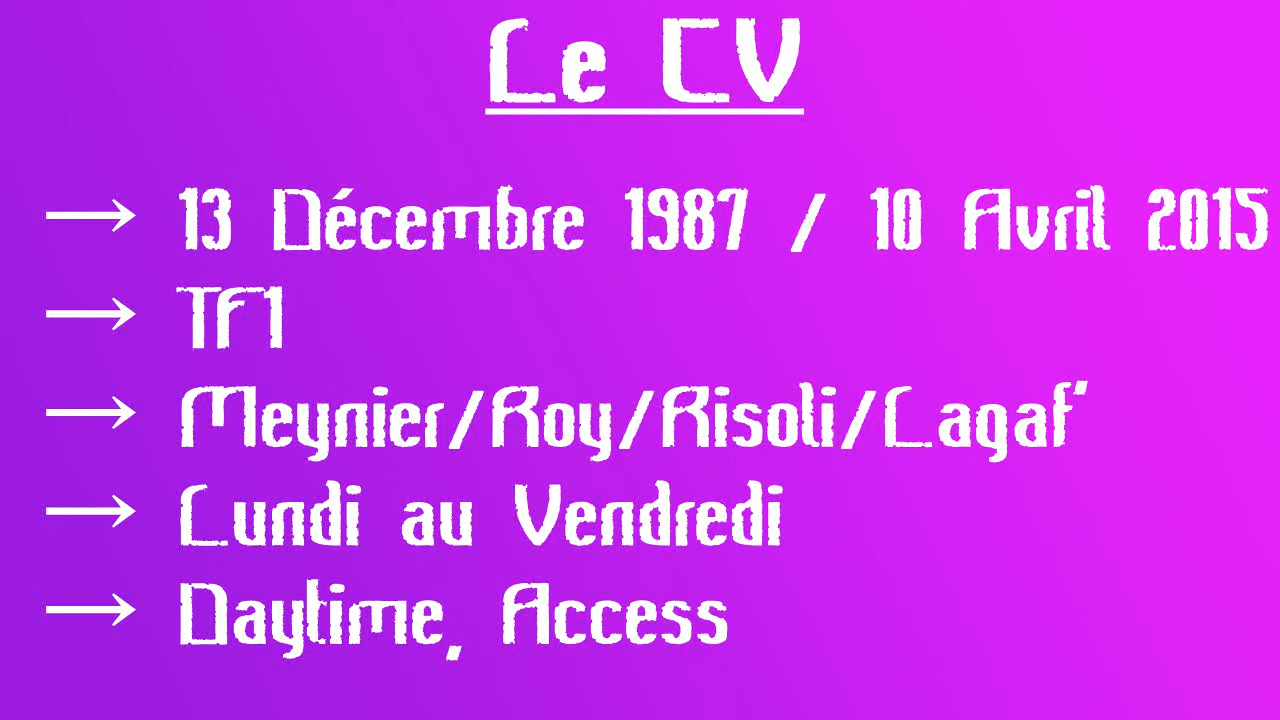 Le CV
→ 13 Décembre 1987 / 10 Avril 2015
→ TF1
→ Meynier/Roy/Risoli/Lagaf'
→ Lundi au Vendredi
→ Daytime, Access